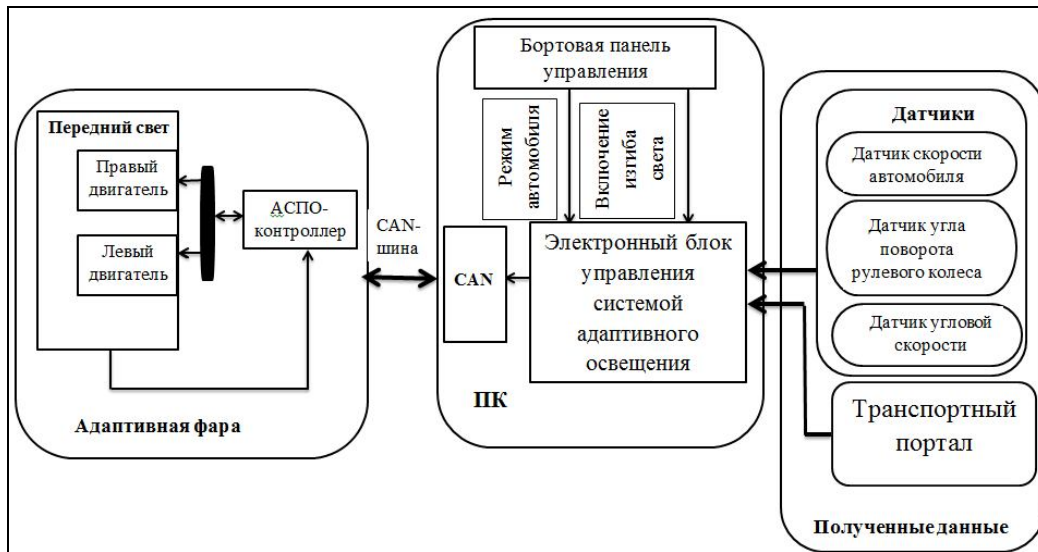 Передний свет
Правый
двигатель
Левый
двигатель
АСПО-
контроллер
Адаптивная фара
CAN-
шина
Бортовая панель
управления
Режим
автомобиля
Включение
изгиба
света
CAN
Электронный блок
управления
системой
адаптивного
освещения
ПК
Датчики
Датчик скорости
автомобиля
Датчик угла
поворота
рулевого колеса
Датчик угловой
скорости
Транспортный
портал
Полученные данные